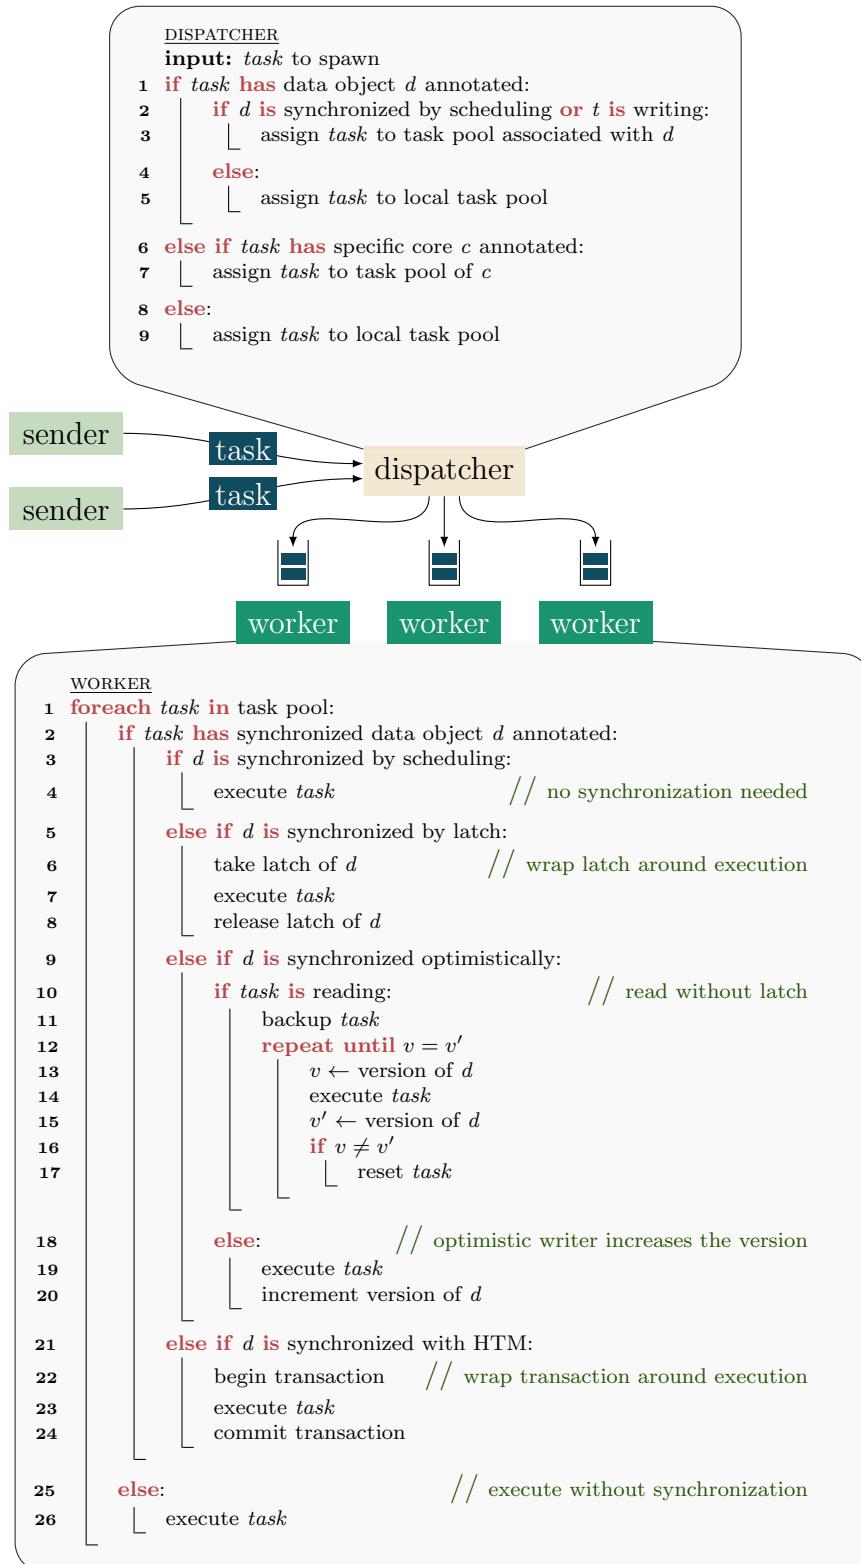 DISPATCHER
input: task to spawn
1 if task has data object d annotated:
2 if d is synchronized by scheduling or t is writing:
3 assign task to task pool associated with d
4 else:
5 assign task to local task pool
6 else if task has specific core c annotated:
7 assign task to task pool of c
8 else:
9 assign task to local task pool
sender
task
dispatcher
sender
task
worker worker worker
WORKER
1 foreach task in task pool:
2 if task has synchronized data object d annotated:
3 if d is synchronized by scheduling:
4 execute task // no synchronization needed
5 else if d is synchronized by latch:
6 take latch of d // wrap latch around execution
7 execute task
8 release latch of d
9 else if d is synchronized optimistically:
10 if task is reading: // read without latch
11 backup task
12 repeat until v = v′
13 v ← version of d
14 execute task
15 v′ ← version of d
16 if v ≠ v′
17 reset task
18 else: // optimistic writer increases the version
19 execute task
20 increment version of d
21 else if d is synchronized with HTM:
22 begin transaction // wrap transaction around execution
23 execute task
24 commit transaction
25 else: // execute without synchronization
26 execute task